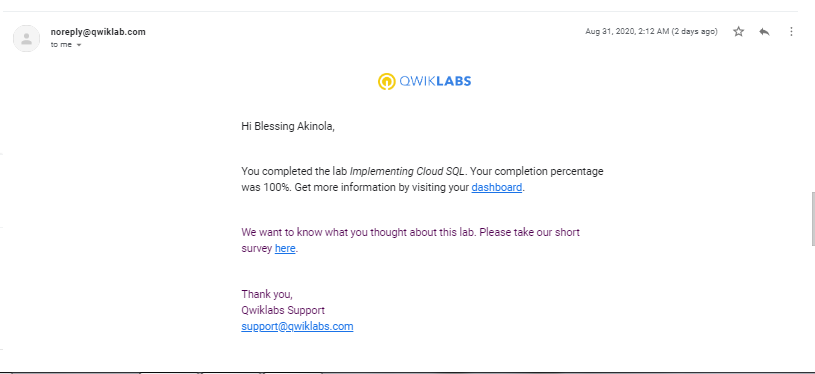 noreply@qwiklab.com
Aug 31, 2020, 2:12 AM (2 days ago)
to me
QWIKLABS
Hi Blessing Akinola,
You completed the lab Implementing Cloud SQL. Your completion percentage
was 100%. Get more information by visiting your dashboard.
We want to know what you thought about this lab. Please take our short
survey here.
Thank you,
Qwiklabs Support
support@qwiklabs.com